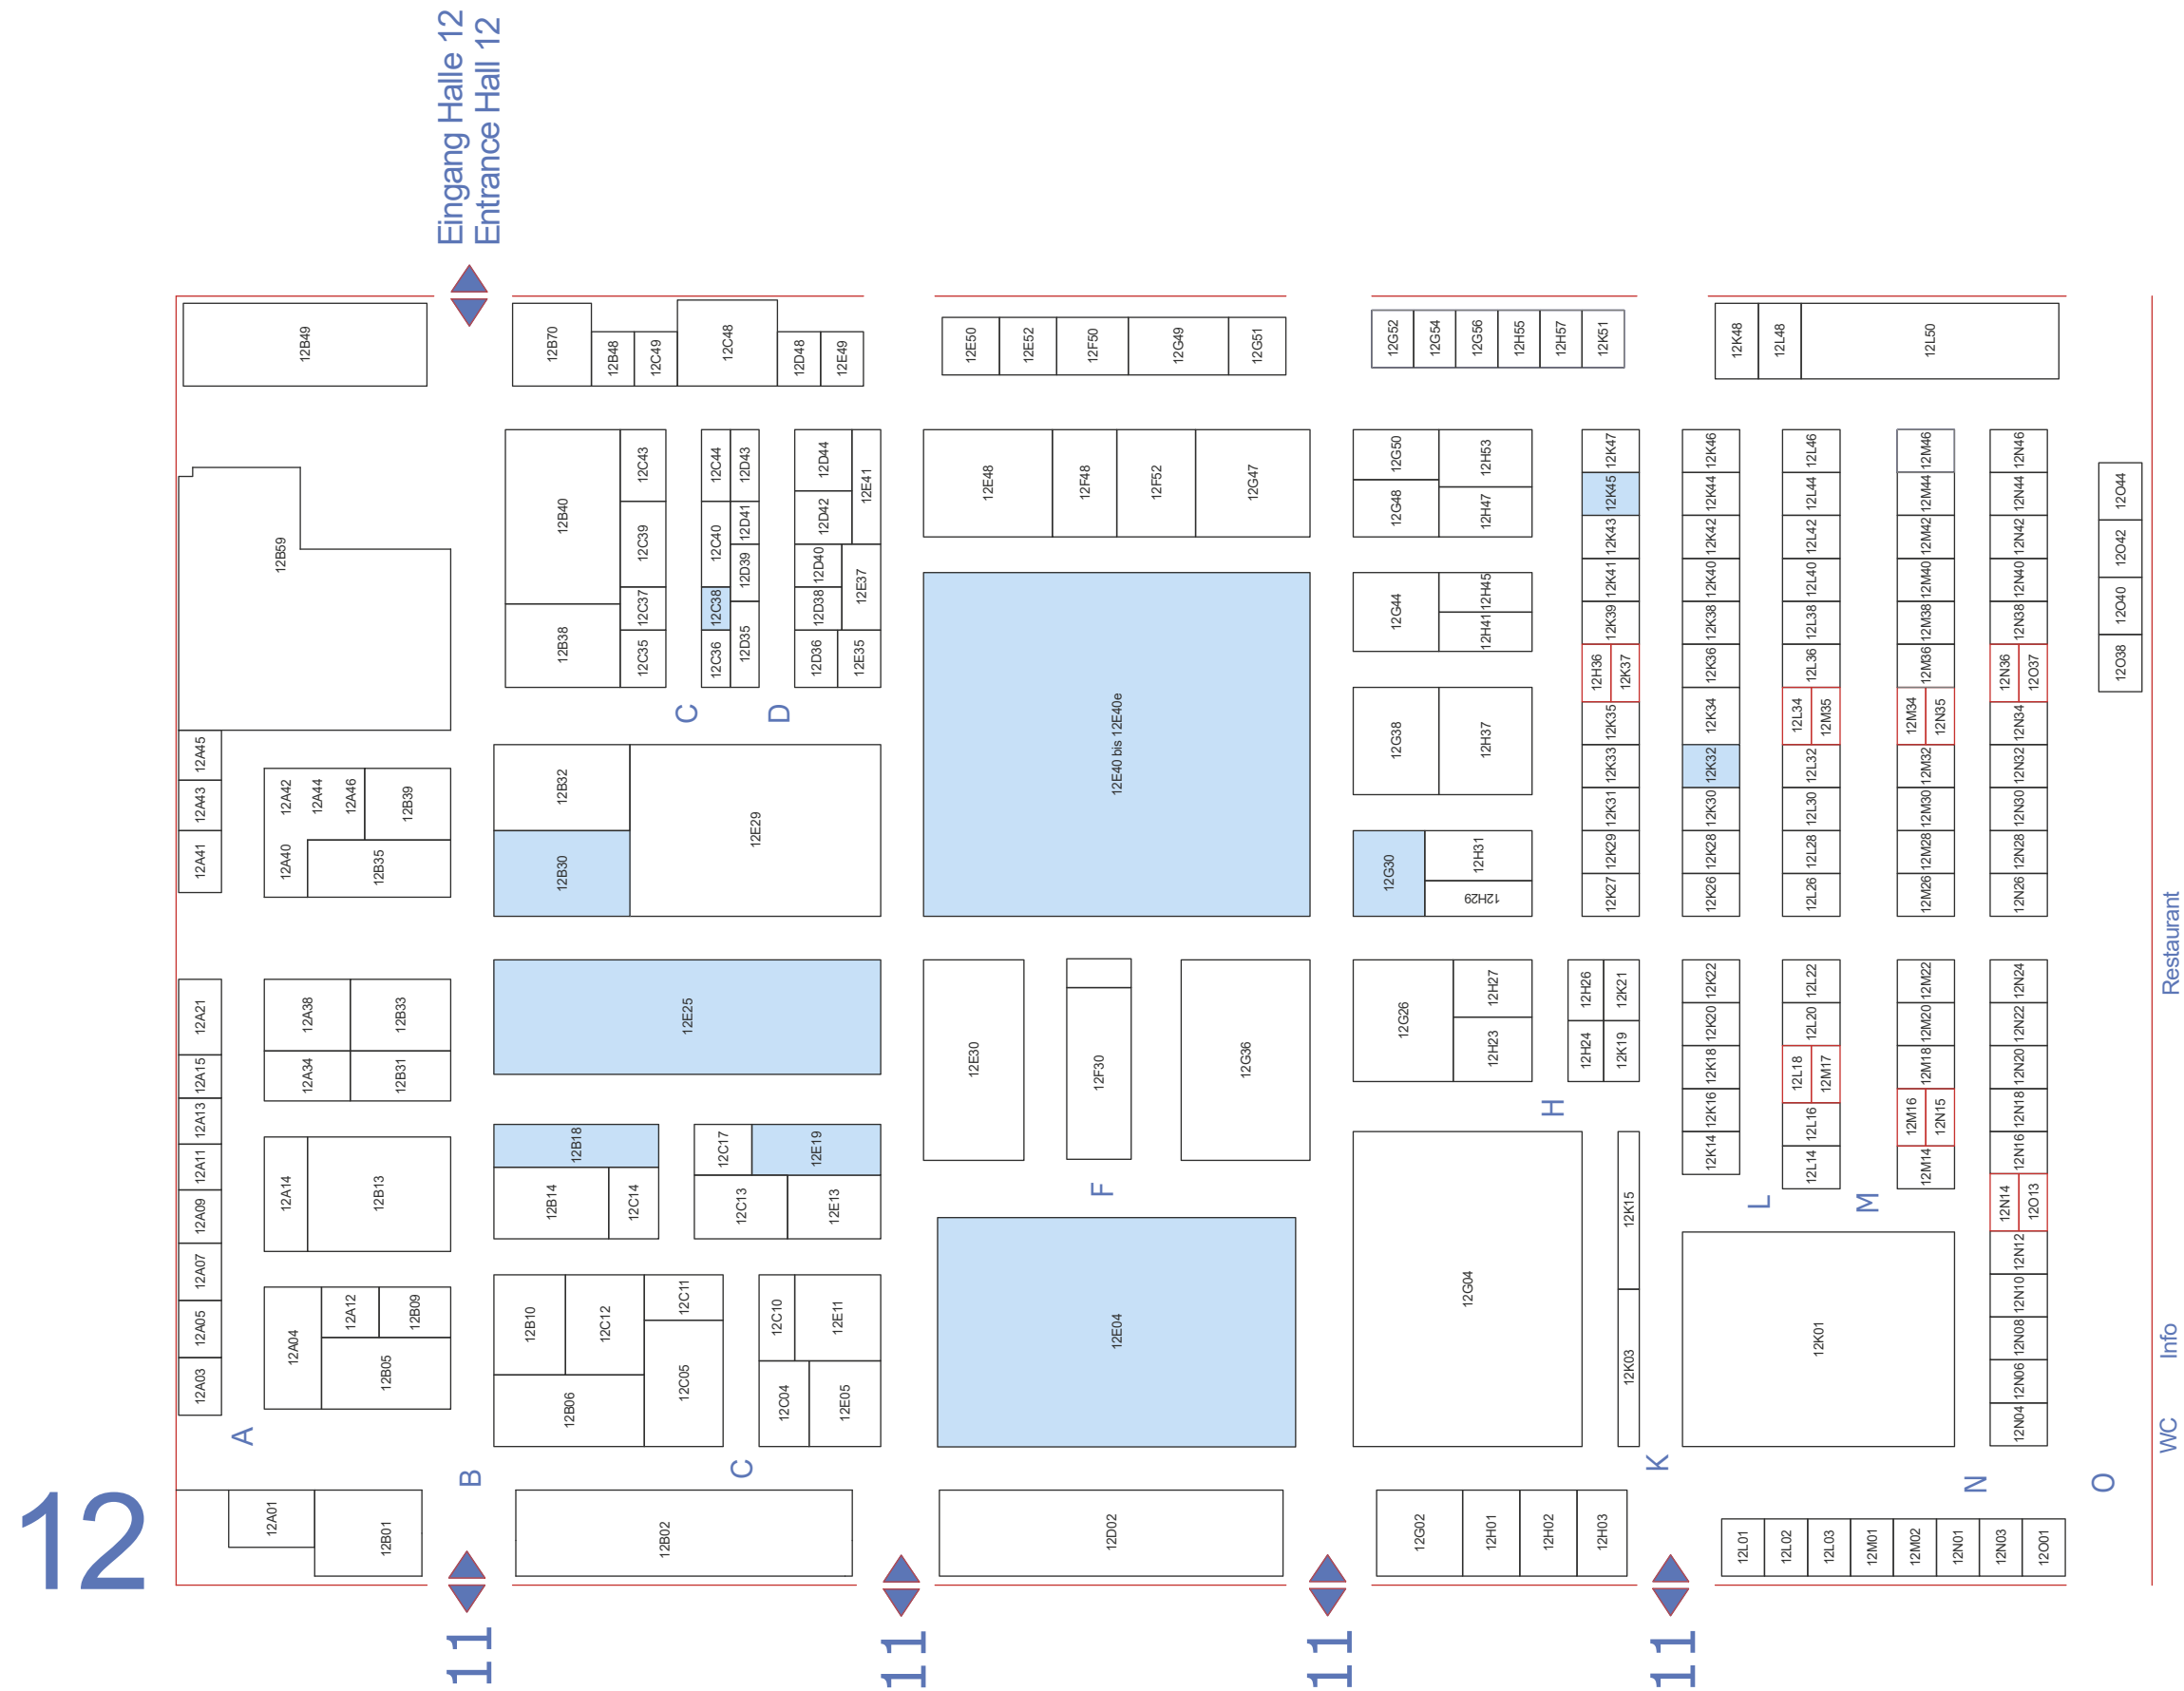 12
Eingang Halle 12
Entrance Hall 12
12B49
12B70
12B48
12C49
12C48
12D48
12E49
12E50
12E52
12F50
12G49
12G51
12G52
12G54
12G56
12H55
12H57
12K51
12K48
12L48
12L50
12B59
12B40
12B38
12C43
12C39
12C37
12C35
12C44
12C40
12C38
12C36
12D43
12D41
12D39
12D35
12D44
12D42
12D40
12D38
12D36
12E41
12E37
12E35
12E48
12F48
12F52
12G47
12G50
12G48
12H53
12H47
12G44
12H45
12H41
12G38
12H37
12G30
12H31
12H29
12E40 bis 12E40e
12K47
12K45
12K43
12K41
12K39
12H36
12K37
12K35
12K33
12K31
12K29
12K27
12K46
12K44
12K42
12K40
12K38
12K36
12K34
12K32
12K30
12K28
12K26
12L46
12L44
12L42
12L40
12L38
12L36
12L34
12M35
12L32
12L30
12L28
12L26
12M46
12M44
12M42
12M40
12M38
12M36
12M34
12N35
12M32
12M30
12M28
12M26
12N46
12N44
12N42
12N40
12N38
12N36
12O37
12N34
12N32
12N30
12N28
12N26
12O44
12O42
12O40
12O38
C
D
12A45
12A43
12A41
12A42
12A44
12A46
12A40
12B39
12B35
12B32
12B30
12E29
12A21
12A15
12A13
12A11
12A09
12A07
12A05
12A03
12A38
12A34
12B33
12B31
12E25
12E30
12F30
12G36
12G26
12H27
12H23
12H26
12H24
12K21
12K19
12K22
12K20
12K18
12K16
12K14
12L22
12L20
12L18
12M17
12L16
12L14
12M22
12M20
12M18
12M16
12N15
12M14
12N24
12N22
12N20
12N18
12N16
12N14
12O13
12N12
12N10
12N08
12N06
12N04
12A14
12B13
12B18
12B14
12C14
12C17
12E19
12C13
12E13
F
H
L
M
12A04
12A12
12B09
12B05
12B10
12C12
12C11
12B06
12C05
12C10
12E11
12C04
12E05
12E04
12G04
12K15
12K03
12K01
A
B
C
K
N
O
12A01
12B01
12B02
12D02
12G02
12H01
12H02
12H03
12L01
12L02
12L03
12M01
12M02
12N01
12N03
12O01
11
11
11
11
WC
Info
Restaurant